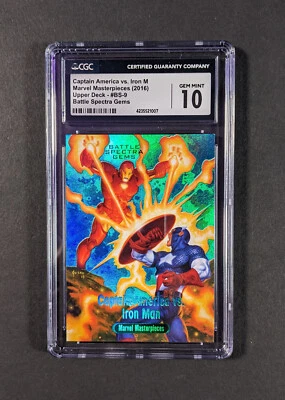 CGC
CERTIFIED GUARANTY COMPANY
Captain America vs. Iron M
Marvel Masterpieces (2016)
Upper Deck - #BS-9
Battle Spectra Gems
GEM MINT
10
4235521007
BATTLE
SPECTRA
GEMS
Captain America vs.
Iron Man
Marvel Masterpieces